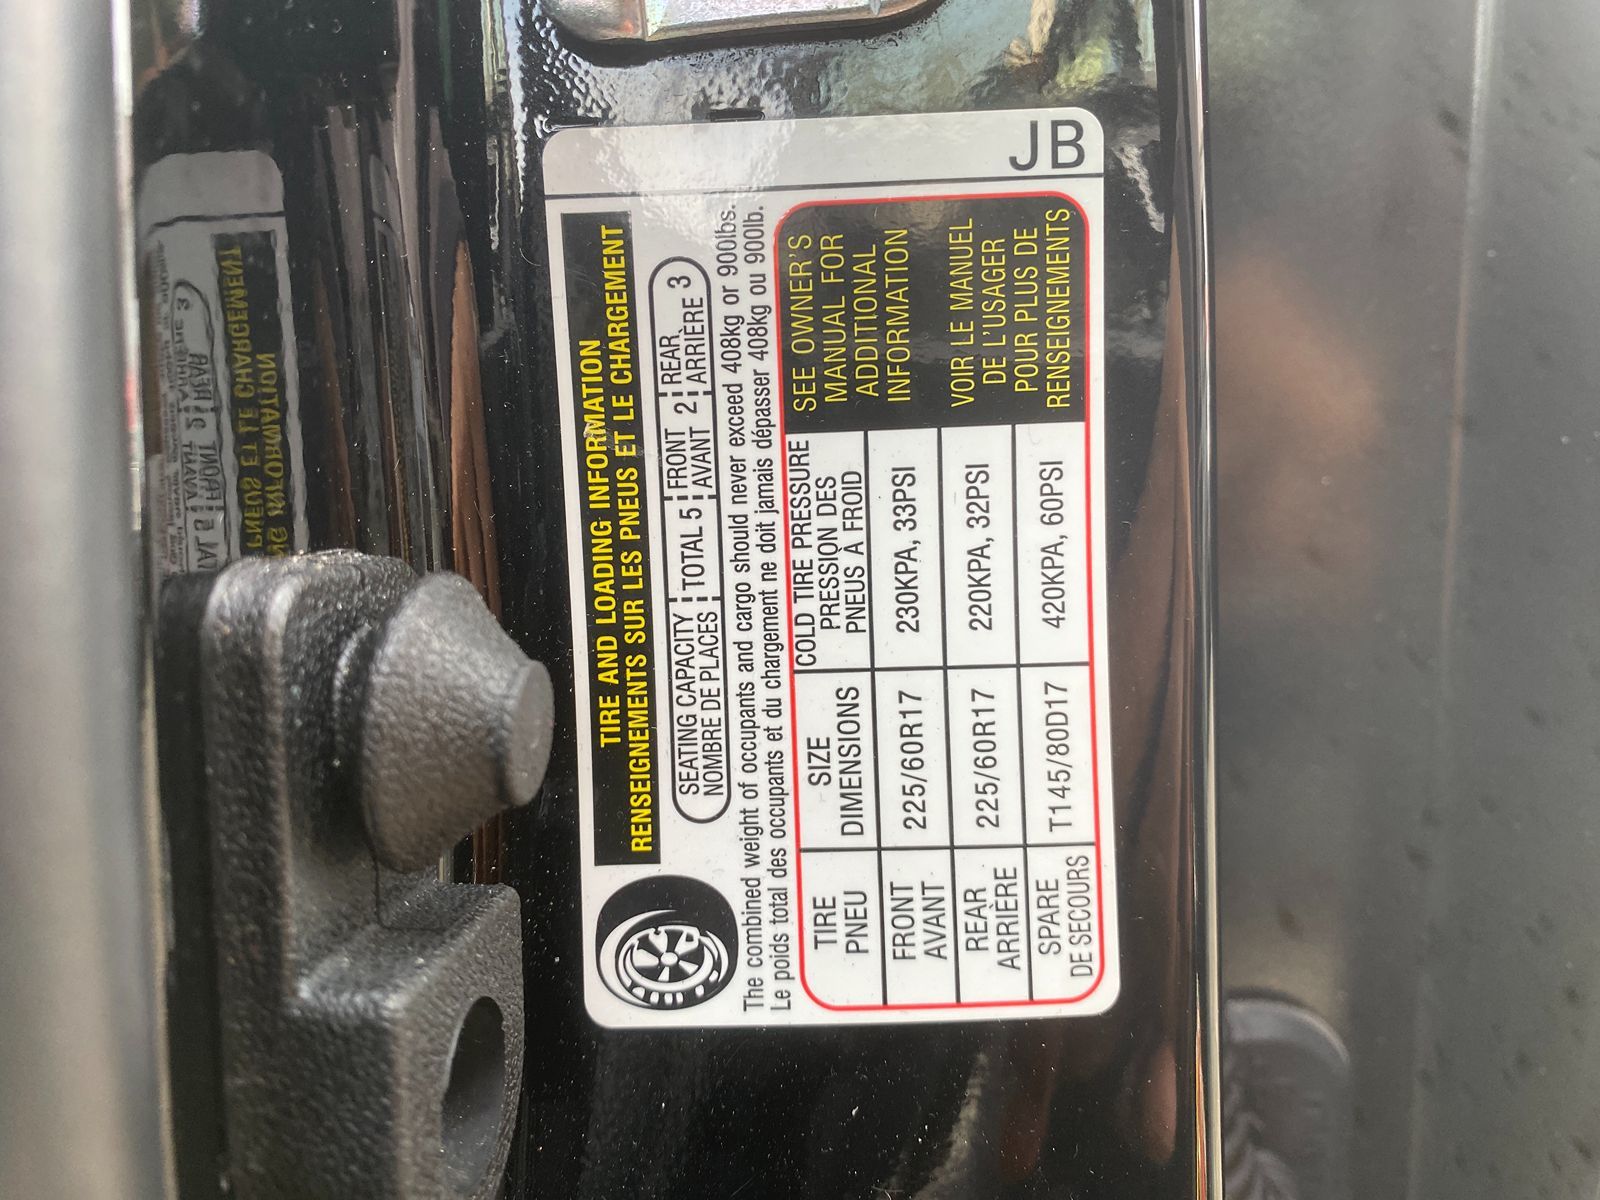 TIRE AND LOADING INFORMATION
RENSEIGNEMENTS SUR LES PNEUS ET LE CHARGEMENT
SEATING CAPACITY
NOMBRE DE PLACES
TOTAL 5
FRONT
AVANT
2
REAR
ARRIÈRE
3
The combined weight of occupants and cargo should never exceed 408kg or 900lbs.
Le poids total des occupants et du chargement ne doit jamais dépasser 408kg ou 900lb.
TIRE
PNEU
SIZE
DIMENSIONS
COLD TIRE PRESSURE
PRESSION DES
PNEUS À FROID
FRONT
AVANT
225/60R17
230KPA, 33PSI
REAR
ARRIÈRE
225/60R17
220KPA, 32PSI
SPARE
DE SECOURS
T145/80D17
420KPA, 60PSI
SEE OWNER'S
MANUAL FOR
ADDITIONAL
INFORMATION
VOIR LE MANUEL
DE L'USAGER
POUR PLUS DE
RENSEIGNEMENTS
JB